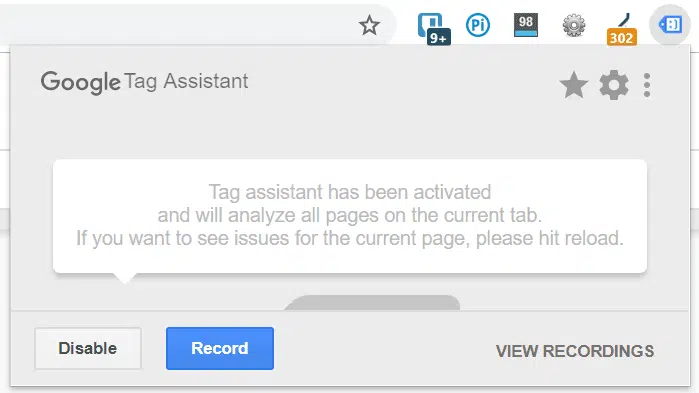 9+
Pi
98
302
Google Tag Assistant
Tag assistant has been activated
and will analyze all pages on the current tab.
If you want to see issues for the current page, please hit reload.
Disable
Record
VIEW RECORDINGS